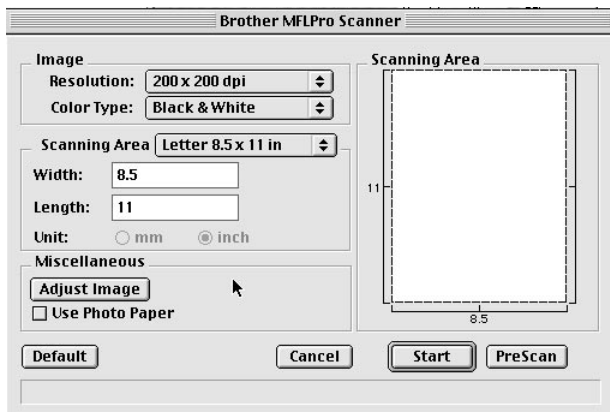 Brother MFLPro Scanner
Image
Resolution: 200 x 200 dpi
Color Type: Black & White
Scanning Area Letter 8.5 x 11 in
Width: 8.5
Length: 11
Unit: mm inch
Miscellaneous
Adjust Image
Use Photo Paper
Scanning Area
11
8.5
Default Cancel Start PreScan